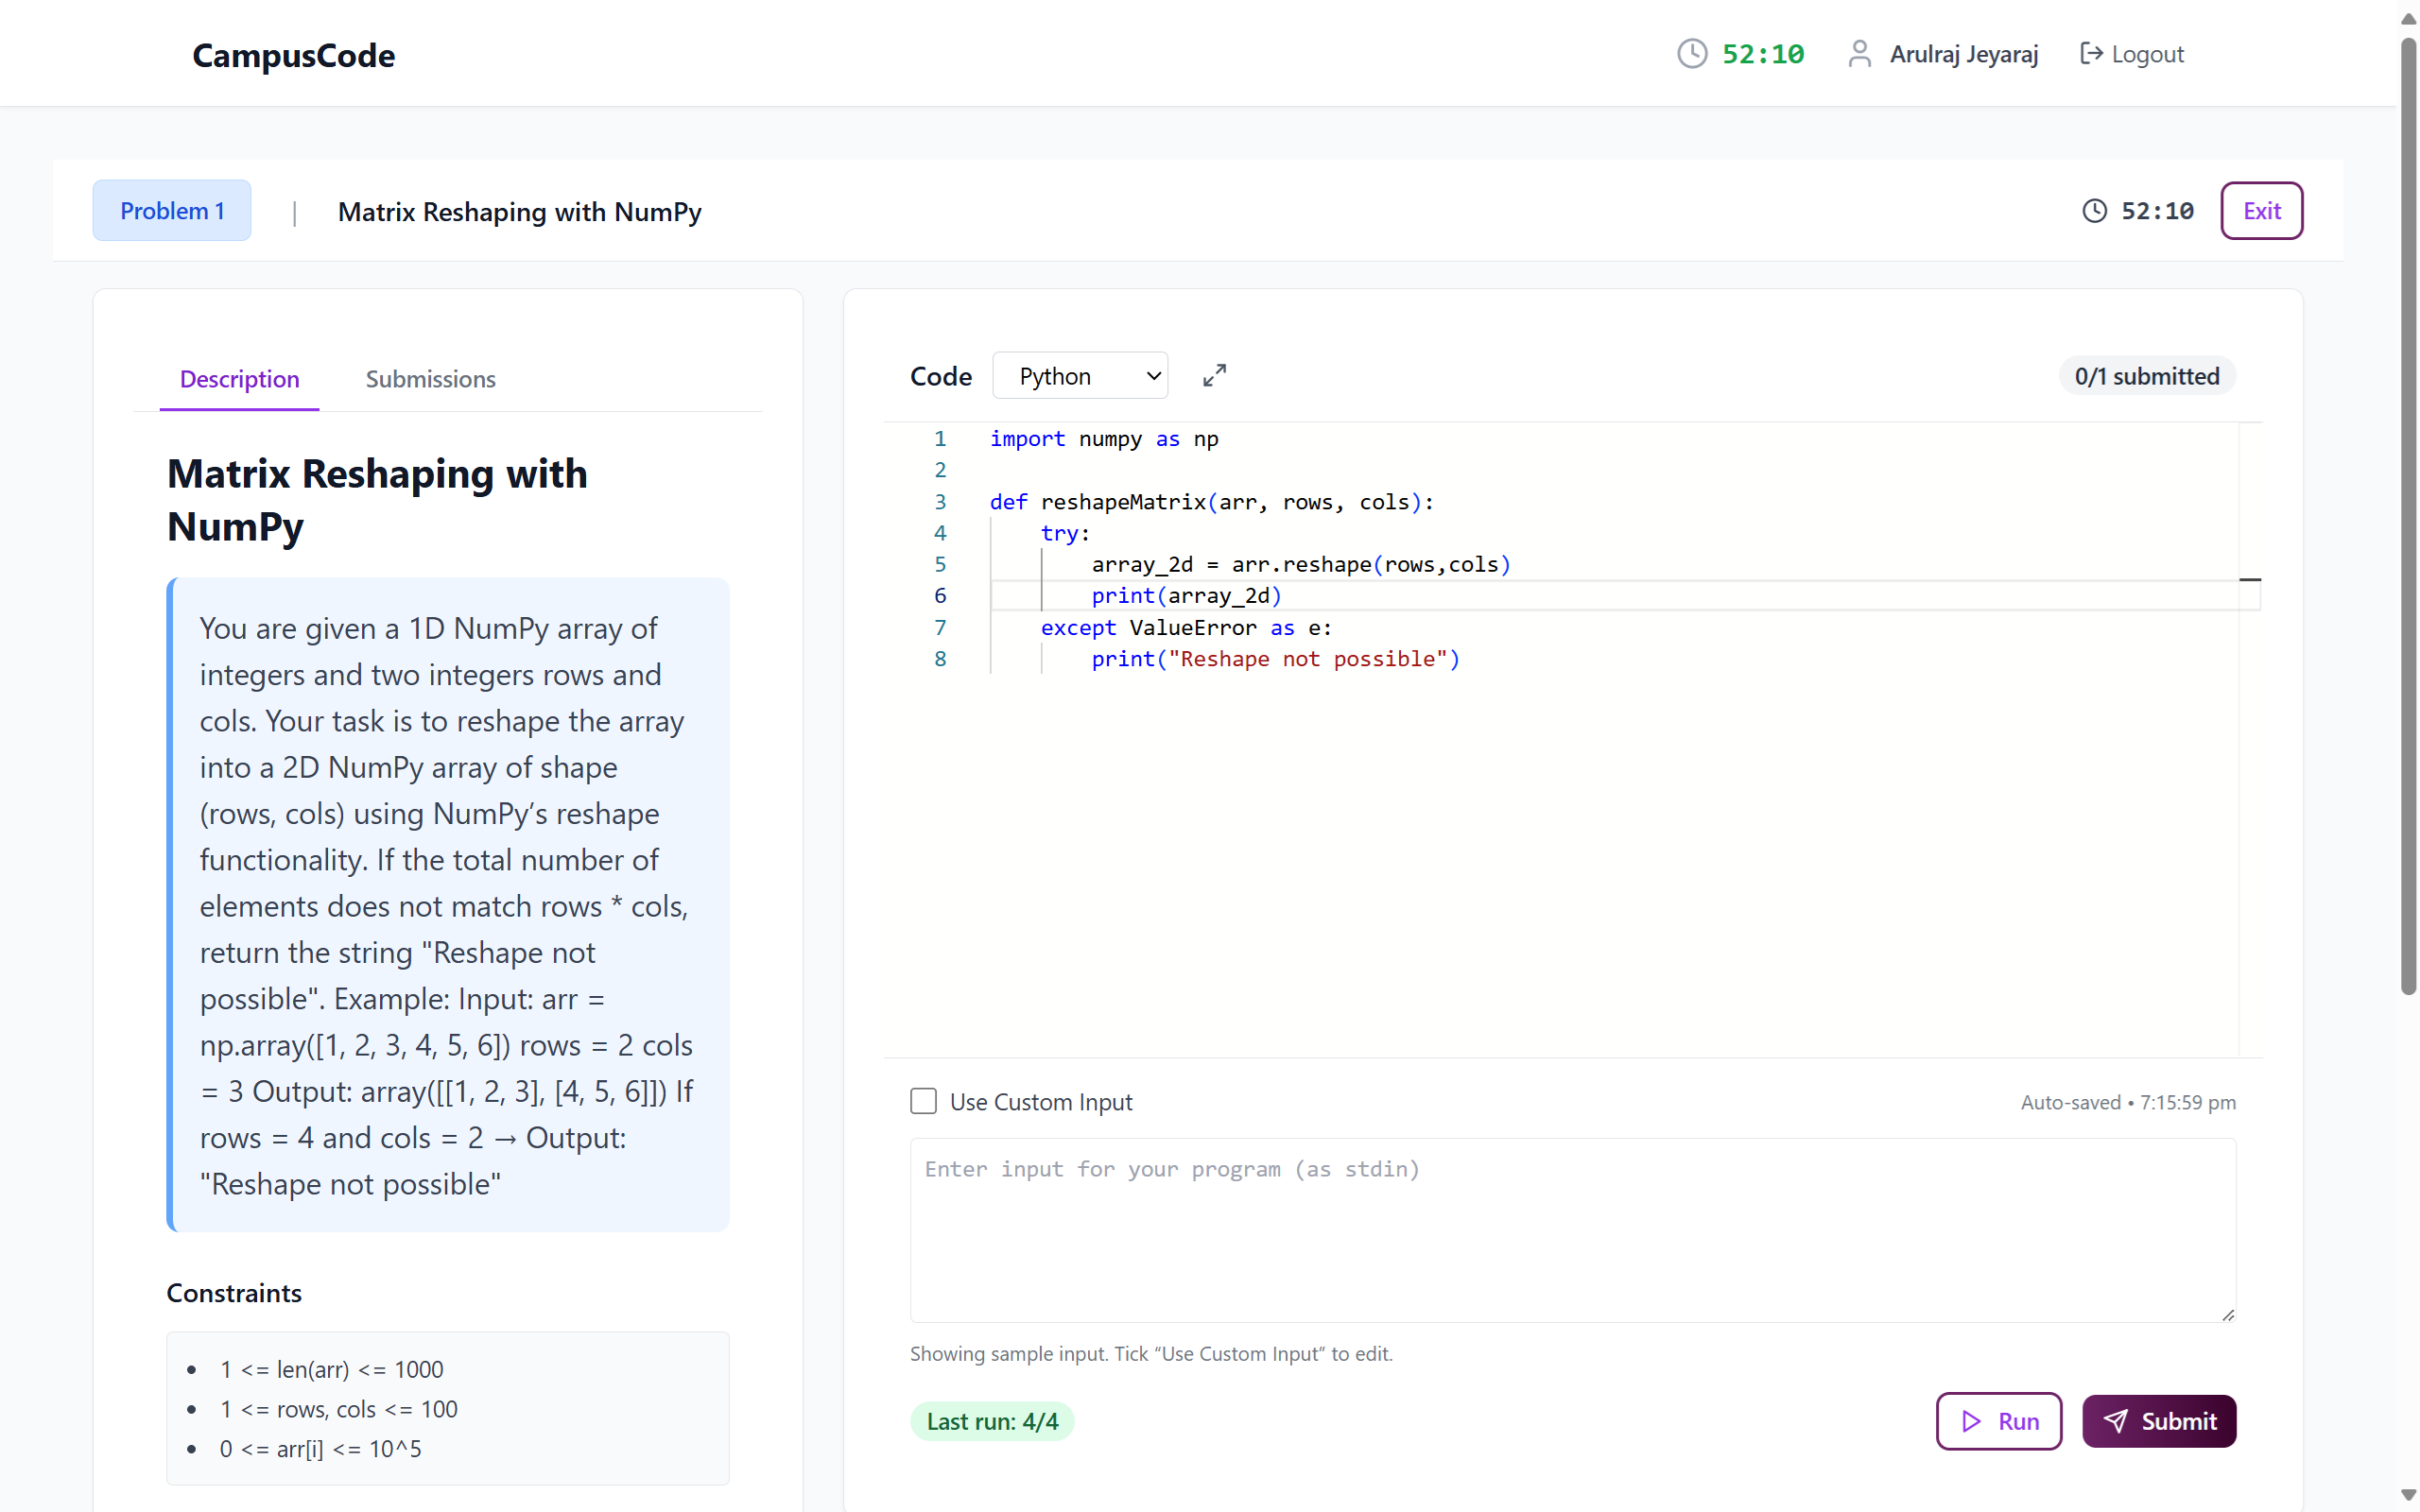 CampusCode
52:10
Arulraj Jeyaraj
Logout
Problem 1
|
Matrix Reshaping with NumPy
52:10
Exit
Description
Submissions
Matrix Reshaping with
NumPy
You are given a 1D NumPy array of
integers and two integers rows and
cols. Your task is to reshape the array
into a 2D NumPy array of shape
(rows, cols) using NumPy’s reshape
functionality. If the total number of
elements does not match rows * cols,
return the string "Reshape not
possible". Example: Input: arr =
np.array([1, 2, 3, 4, 5, 6]) rows = 2 cols
= 3 Output: array([[1, 2, 3], [4, 5, 6]]) If
rows = 4 and cols = 2 → Output:
"Reshape not possible"
Constraints
• 1 <= len(arr) <= 1000
• 1 <= rows, cols <= 100
• 0 <= arr[i] <= 10^5
Code
Python
0/1 submitted
1 import numpy as np
2
3 def reshapeMatrix(arr, rows, cols):
4     try:
5         array_2d = arr.reshape(rows,cols)
6         print(array_2d)
7     except ValueError as e:
8         print("Reshape not possible")
Use Custom Input
Auto-saved • 7:15:59 pm
Enter input for your program (as stdin)
Showing sample input. Tick “Use Custom Input” to edit.
Last run: 4/4
Run
Submit